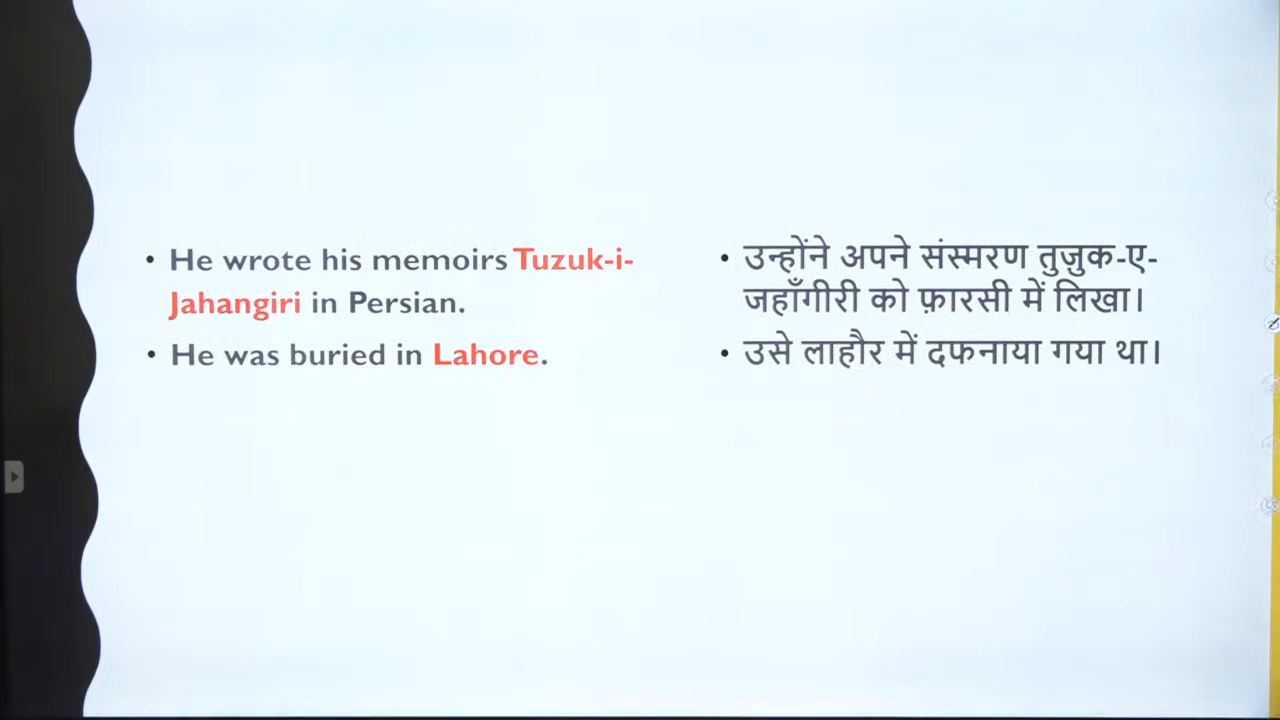 • He wrote his memoirs Tuzuk-i-
Jahangiri in Persian.
• He was buried in Lahore.
• उन्होंने अपने संस्मरण तुजुक-ए-
जहाँगीरी को फ़ारसी में लिखा।
• उसे लाहौर में दफनाया गया था।